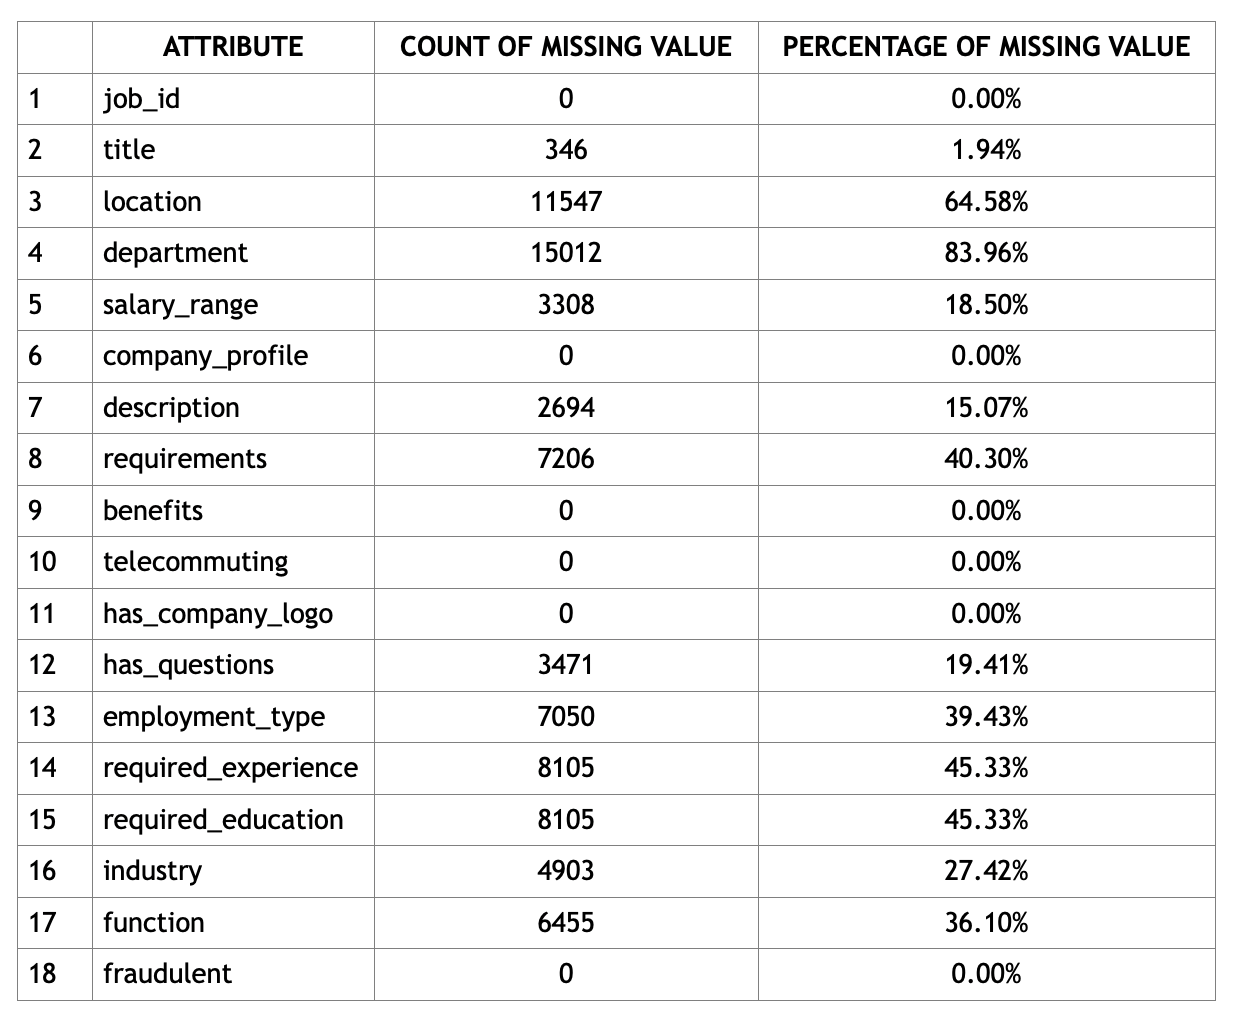 ATTRIBUTE COUNT OF MISSING VALUE PERCENTAGE OF MISSING VALUE
1 job_id 0 0.00%
2 title 346 1.94%
3 location 11547 64.58%
4 department 15012 83.96%
5 salary_range 3308 18.50%
6 company_profile 0 0.00%
7 description 2694 15.07%
8 requirements 7206 40.30%
9 benefits 0 0.00%
10 telecommuting 0 0.00%
11 has_company_logo 0 0.00%
12 has_questions 3471 19.41%
13 employment_type 7050 39.43%
14 required_experience 8105 45.33%
15 required_education 8105 45.33%
16 industry 4903 27.42%
17 function 6455 36.10%
18 fraudulent 0 0.00%